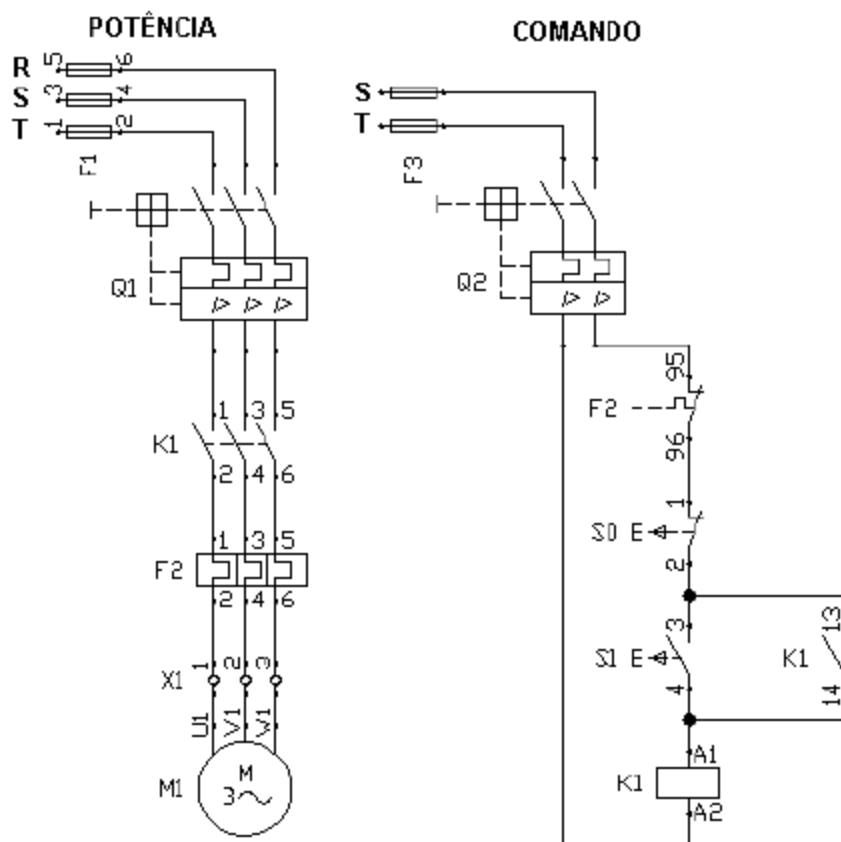 POTÊNCIA
R 5 6
S 3 4
T 1 2
F1
Q1
1 3 5
K1
2 4 6
1 3 5
F2
2 4 6
1 2 3
X1
U1 V1 W1
M1
M
3
COMANDO
S
T
F3
Q2
95
F2
96
1
S0 E
2
3
S1 E
4
13
K1
14
A1
K1
A2